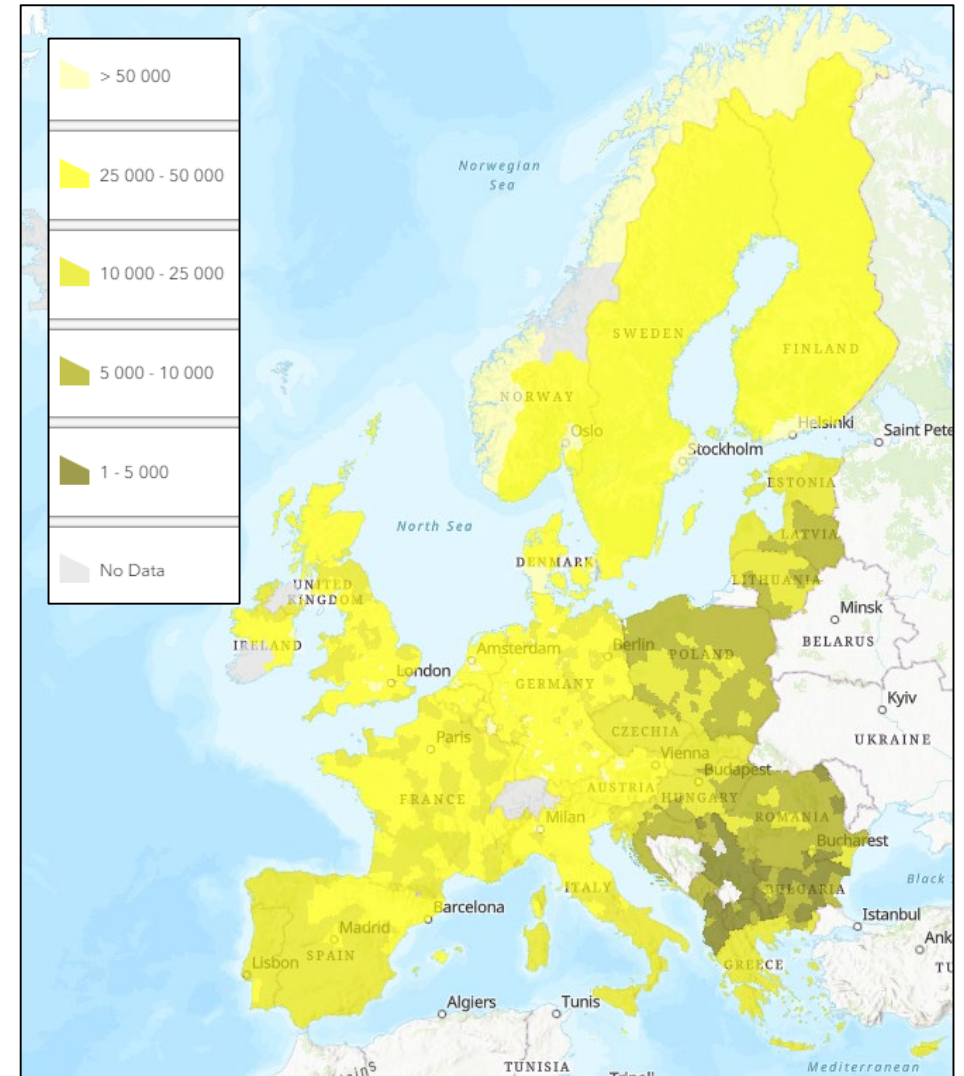 > 50 000
25 000 - 50 000
10 000 - 25 000
5 000 - 10 000
1 - 5 000
No Data
Norwegian
Sea
SWEDEN
FINLAND
NORWAY
Oslo
Helsinki
Saint Pete
Stockholm
ESTONIA
North Sea
LATVIA
DENMARK
LITHUANIA
UNITED
KINGDOM
Minsk
BELARUS
IRELAND
Amsterdam
Berlin
POLAND
London
GERMANY
Kyiv
CZECHIA
UKRAINE
Paris
Vienna
Budapest
AUSTRIA
HUNGARY
FRANCE
Milan
ROMANIA
Bucharest
ITALY
BULGARIA
Black
Barcelona
Istanbul
Madrid
SPAIN
Ank
Lisbon
GREECE
TU
Algiers
Tunis
TUNISIA
Mediterranean